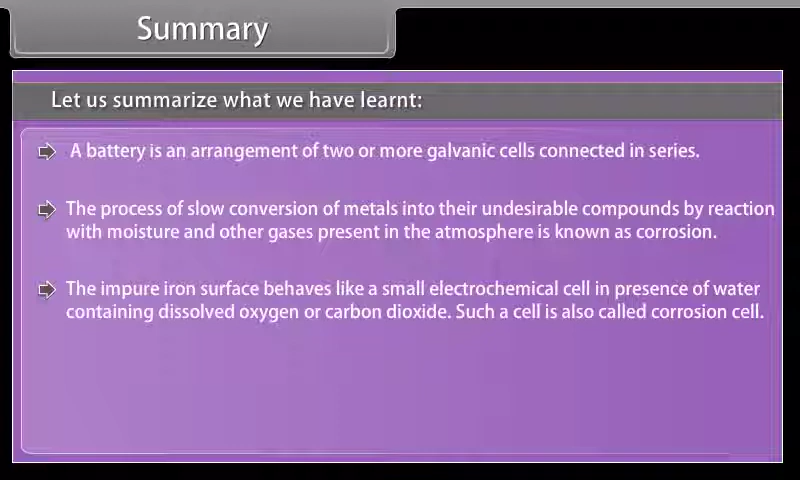 Summary
Let us summarize what we have learnt:
A battery is an arrangement of two or more galvanic cells connected in series.
The process of slow conversion of metals into their undesirable compounds by reaction
with moisture and other gases present in the atmosphere is known as corrosion.
The impure iron surface behaves like a small electrochemical cell in presence of water
containing dissolved oxygen or carbon dioxide. Such a cell is also called corrosion cell.